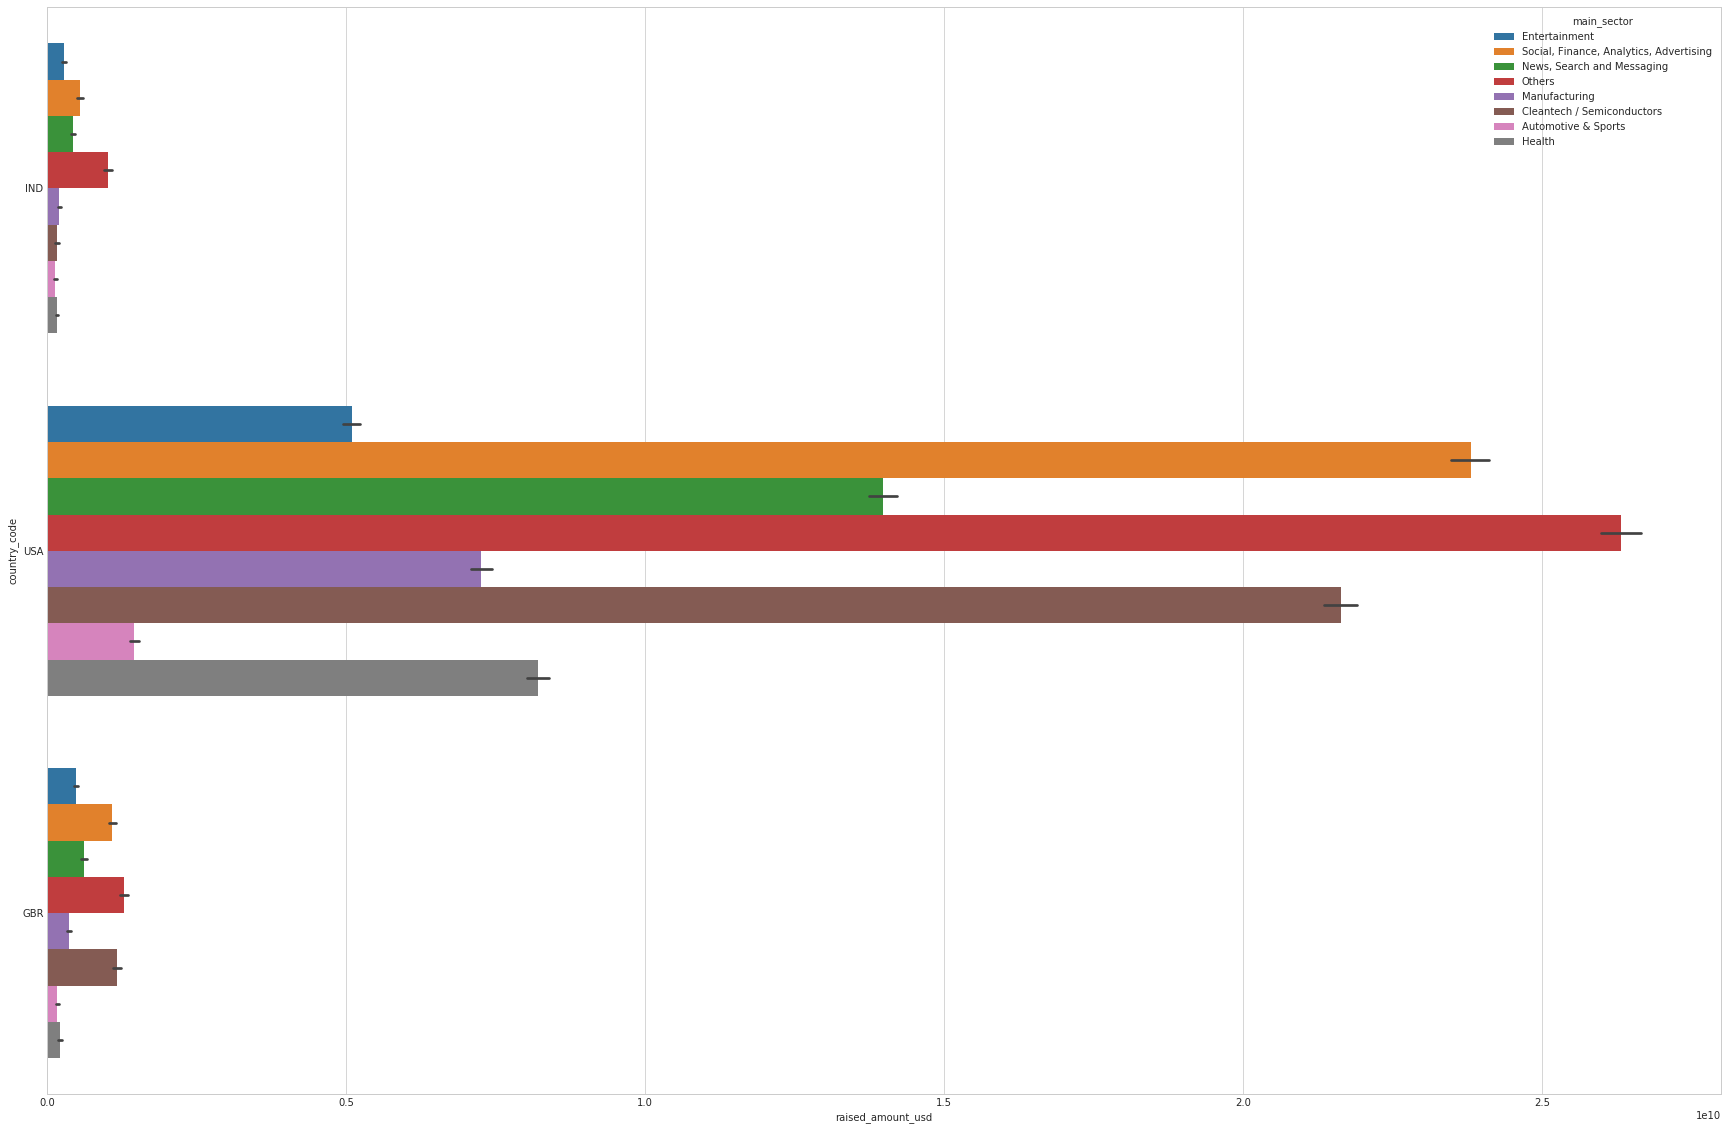 main_sector
Entertainment
Social, Finance, Analytics, Advertising
News, Search and Messaging
Others
Manufacturing
Cleantech / Semiconductors
Automotive & Sports
Health
country_code
IND
USA
GBR
0.0 0.5 1.0 1.5 2.0 2.5
raised_amount_usd
1e10